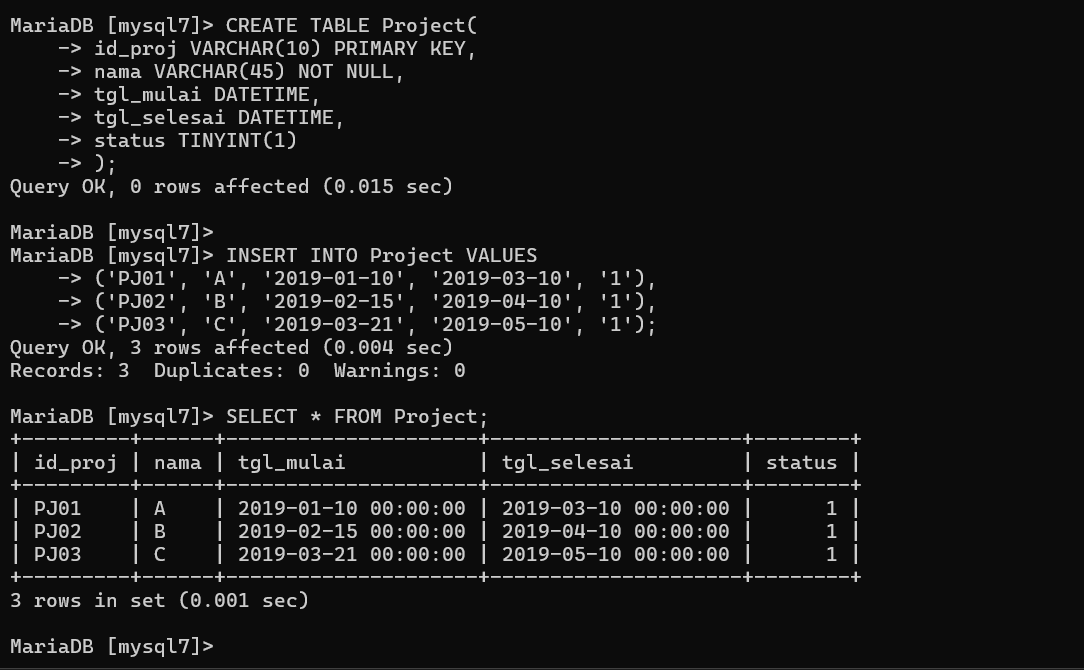 MariaDB [mysql7]> CREATE TABLE Project(
    -> id_proj VARCHAR(10) PRIMARY KEY,
    -> nama VARCHAR(45) NOT NULL,
    -> tgl_mulai DATETIME,
    -> tgl_selesai DATETIME,
    -> status TINYINT(1)
    -> );
Query OK, 0 rows affected (0.015 sec)

MariaDB [mysql7]>
MariaDB [mysql7]> INSERT INTO Project VALUES
    -> ('PJ01', 'A', '2019-01-10', '2019-03-10', '1'),
    -> ('PJ02', 'B', '2019-02-15', '2019-04-10', '1'),
    -> ('PJ03', 'C', '2019-03-21', '2019-05-10', '1');
Query OK, 3 rows affected (0.004 sec)
Records: 3  Duplicates: 0  Warnings: 0

MariaDB [mysql7]> SELECT * FROM Project;
+---------+------+---------------------+---------------------+--------+
| id_proj | nama | tgl_mulai           | tgl_selesai         | status |
+---------+------+---------------------+---------------------+--------+
| PJ01    | A    | 2019-01-10 00:00:00 | 2019-03-10 00:00:00 |      1 |
| PJ02    | B    | 2019-02-15 00:00:00 | 2019-04-10 00:00:00 |      1 |
| PJ03    | C    | 2019-03-21 00:00:00 | 2019-05-10 00:00:00 |      1 |
+---------+------+---------------------+---------------------+--------+
3 rows in set (0.001 sec)

MariaDB [mysql7]>